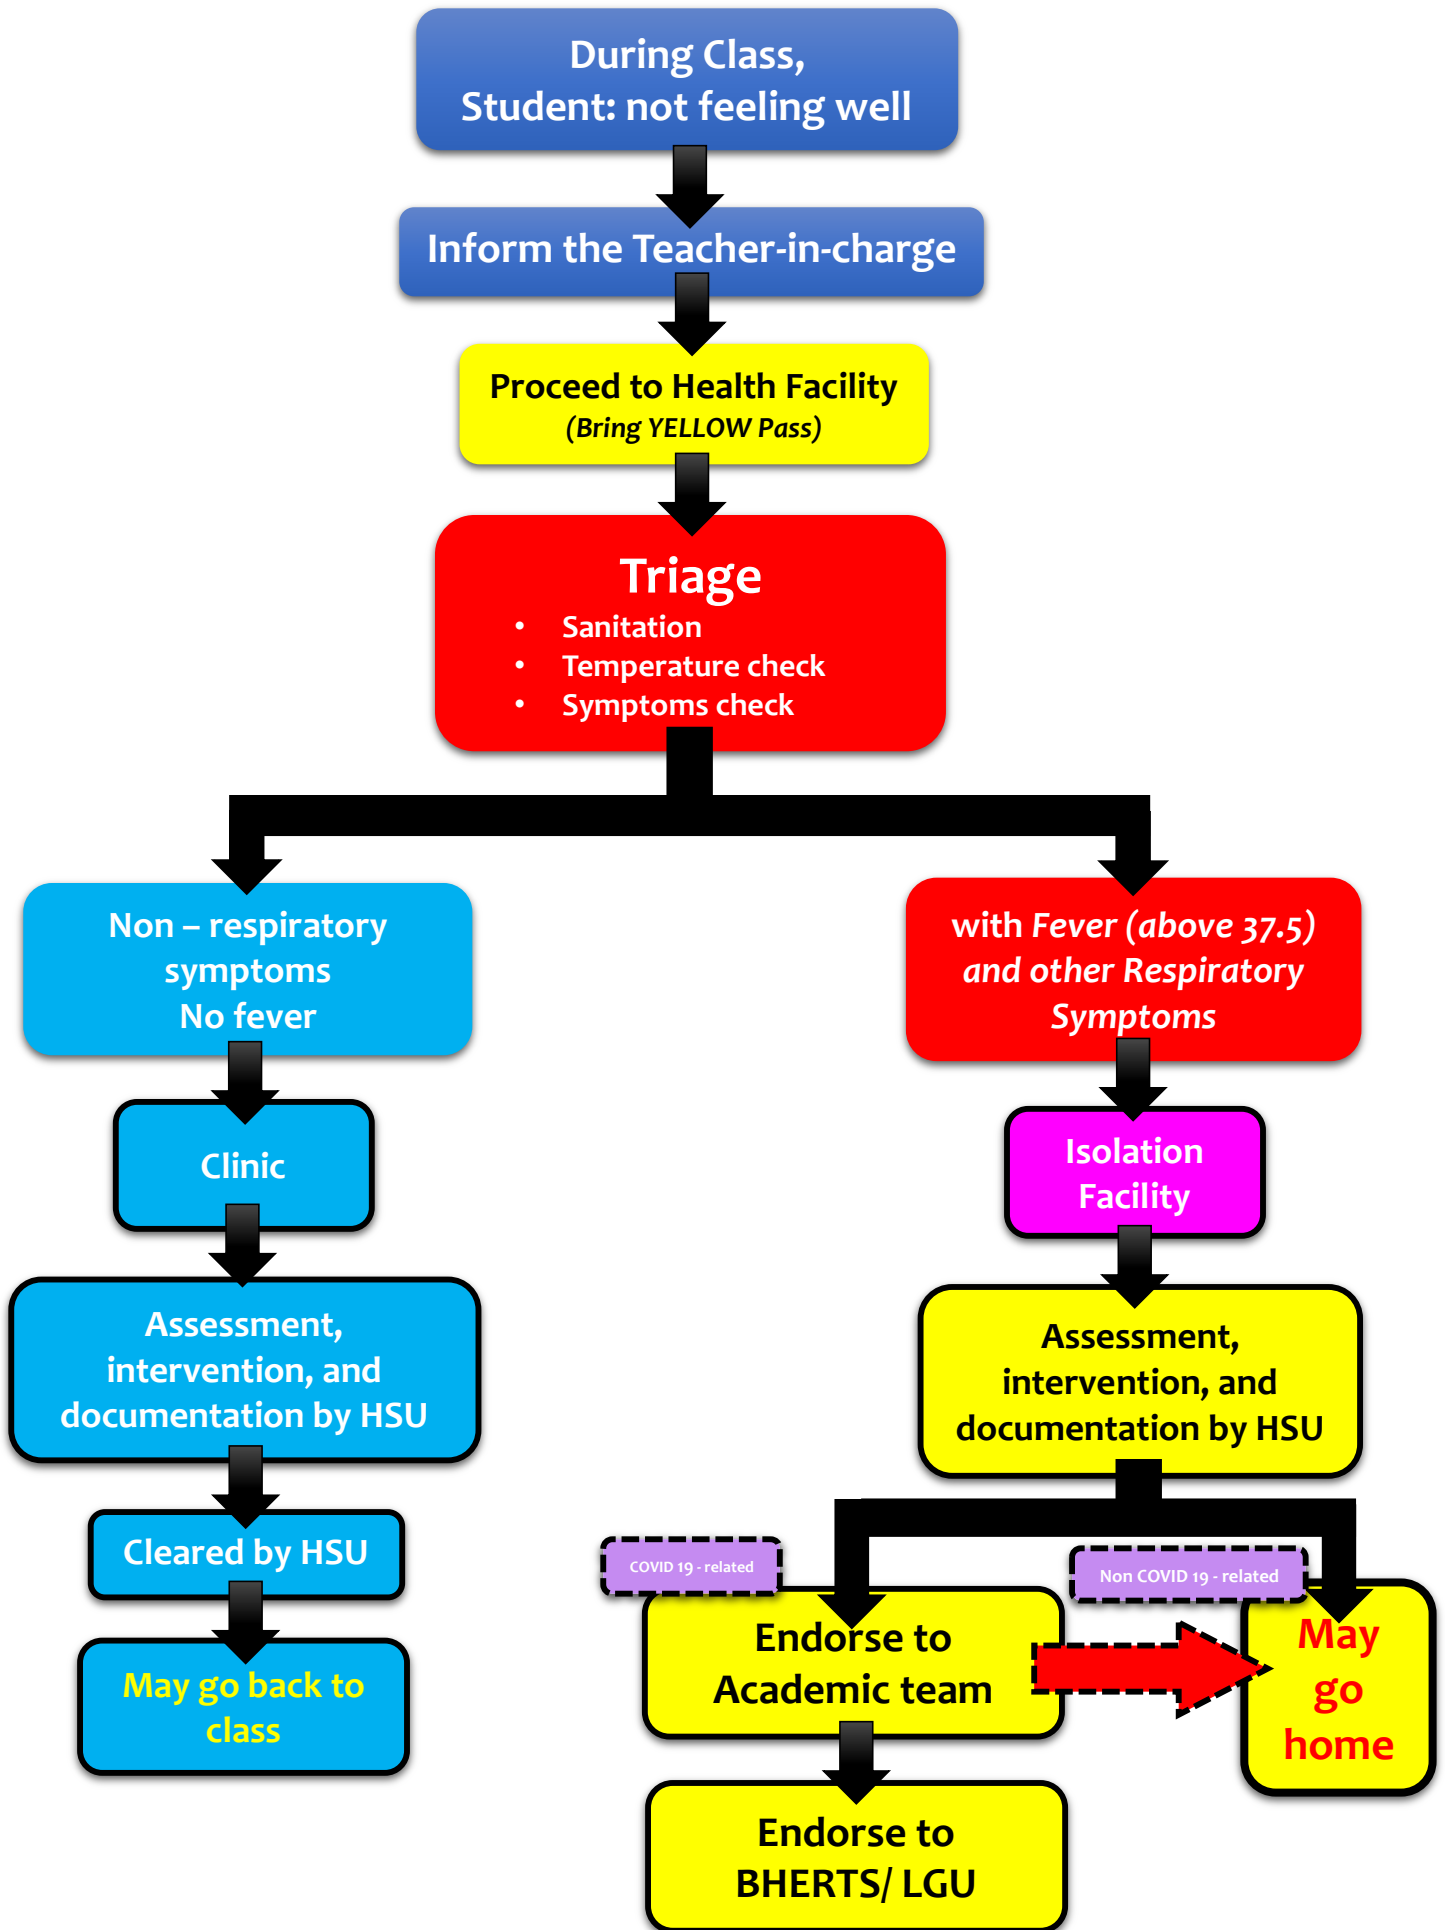 During Class,
Student: not feeling well
Inform the Teacher-in-charge
Proceed to Health Facility
(Bring YELLOW Pass)
Triage
• Sanitation
• Temperature check
• Symptoms check
Non – respiratory
symptoms
No fever
Clinic
Assessment,
intervention, and
documentation by HSU
Cleared by HSU
May go back to
class
with Fever (above 37.5)
and other Respiratory
Symptoms
Isolation
Facility
Assessment,
intervention, and
documentation by HSU
COVID 19 - related
Endorse to
Academic team
Endorse to
BHERTS/ LGU
Non COVID 19 - related
May
go
home